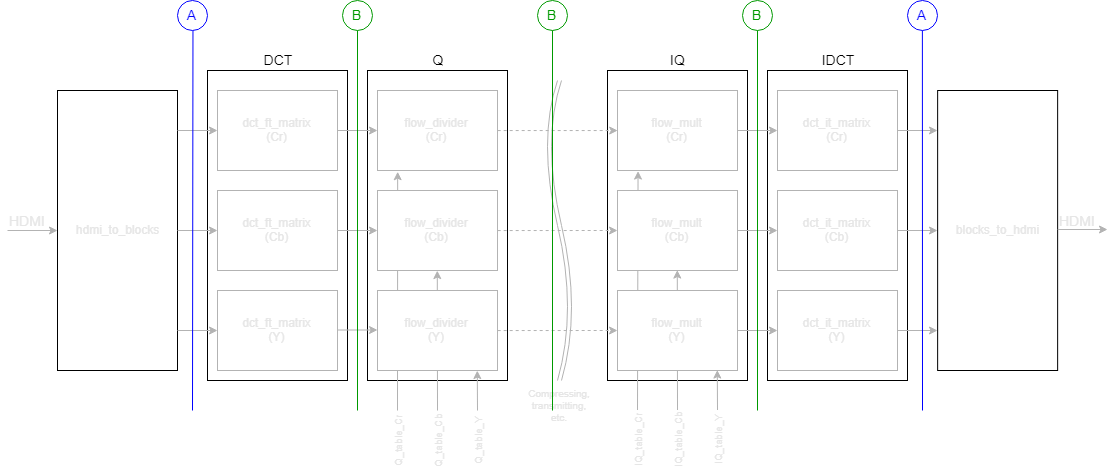 A
B
B
B
A
DCT
Q
IQ
IDCT
dct_ft_matrix
(Cr)
flow_divider
(Cr)
flow_mult
(Cr)
dct_it_matrix
(Cr)
HDMI
hdmi_to_blocks
dct_ft_matrix
(Cb)
flow_divider
(Cb)
flow_mult
(Cb)
dct_it_matrix
(Cb)
blocks_to_hdmi
HDMI
dct_ft_matrix
(Y)
flow_divider
(Y)
flow_mult
(Y)
dct_it_matrix
(Y)
Compressing,
transmitting,
etc.
Q_table_Cr
Q_table_Cb
Q_table_Y
IQ_table_Cr
IQ_table_Cb
IQ_table_Y